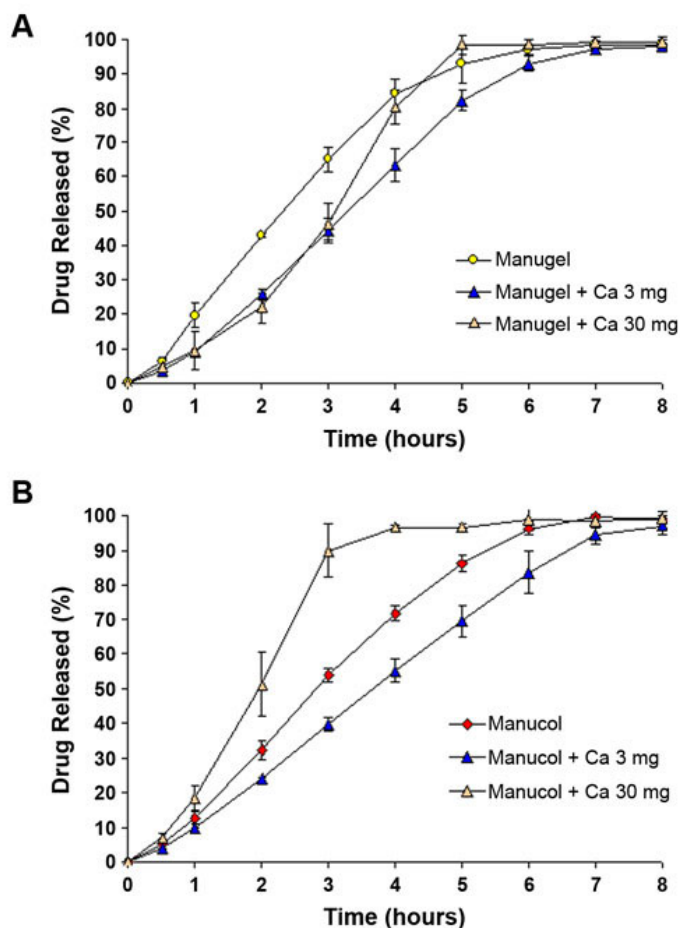 A
100
90
80
70
60
50
40
30
20
10
0
Drug Released (%)
Manugel
Manugel + Ca 3 mg
Manugel + Ca 30 mg
0 1 2 3 4 5 6 7 8
Time (hours)
B
100
90
80
70
60
50
40
30
20
10
0
Drug Released (%)
Manucol
Manucol + Ca 3 mg
Manucol + Ca 30 mg
0 1 2 3 4 5 6 7 8
Time (hours)